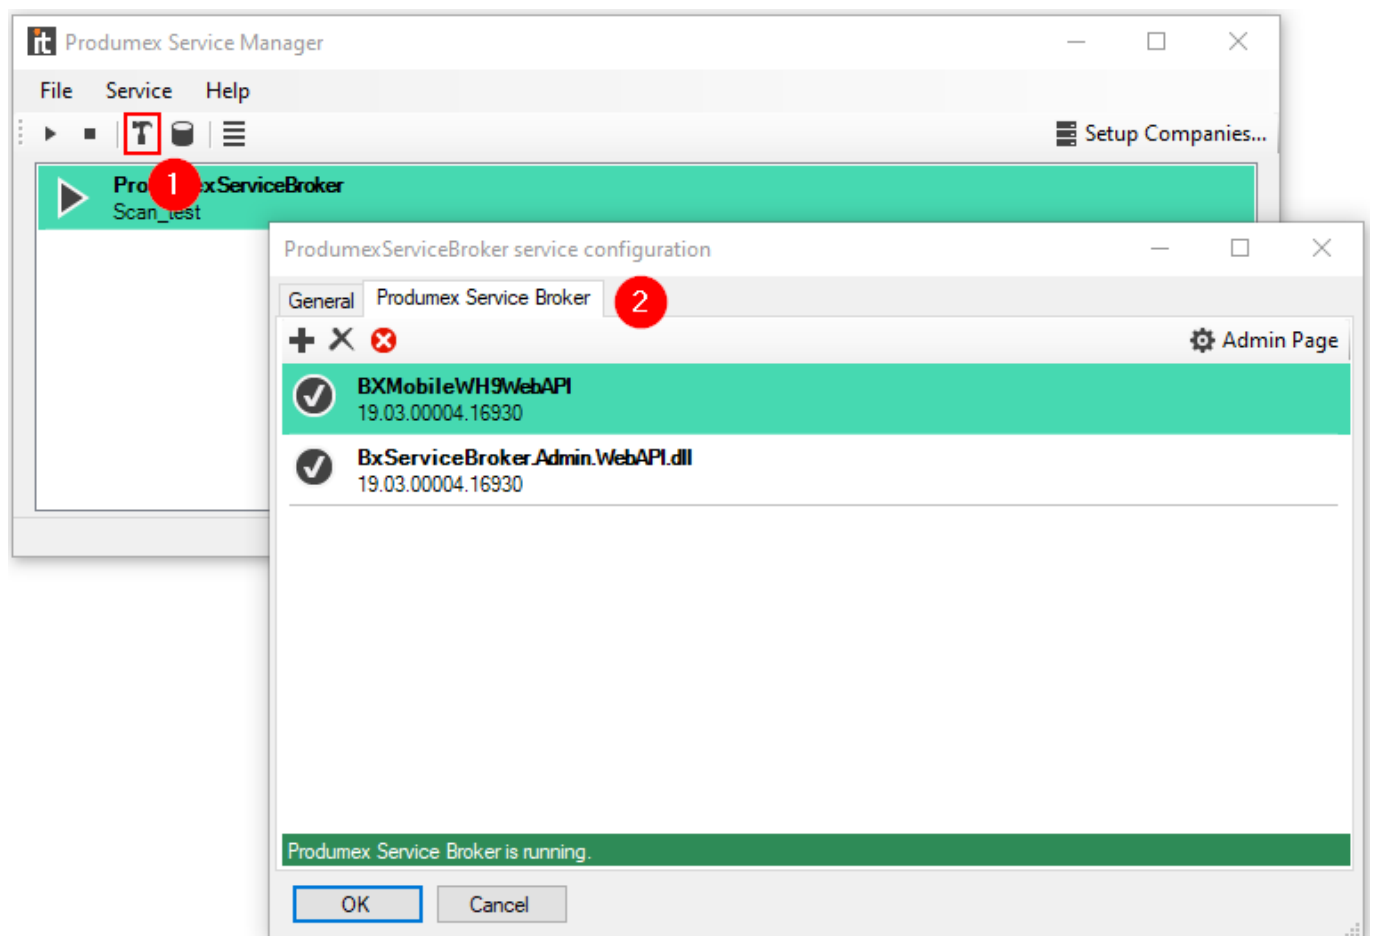 it Produmex Service Manager
File Service Help
Setup Companies...
1
Pro xServiceBroker
Scan_test
ProdumexServiceBroker service configuration
General Produmex Service Broker 2
Admin Page
BXMobileWH9WebAPI
19.03.00004.16930
BxServiceBroker.Admin.WebAPI.dll
19.03.00004.16930
Produmex Service Broker is running.
OK Cancel